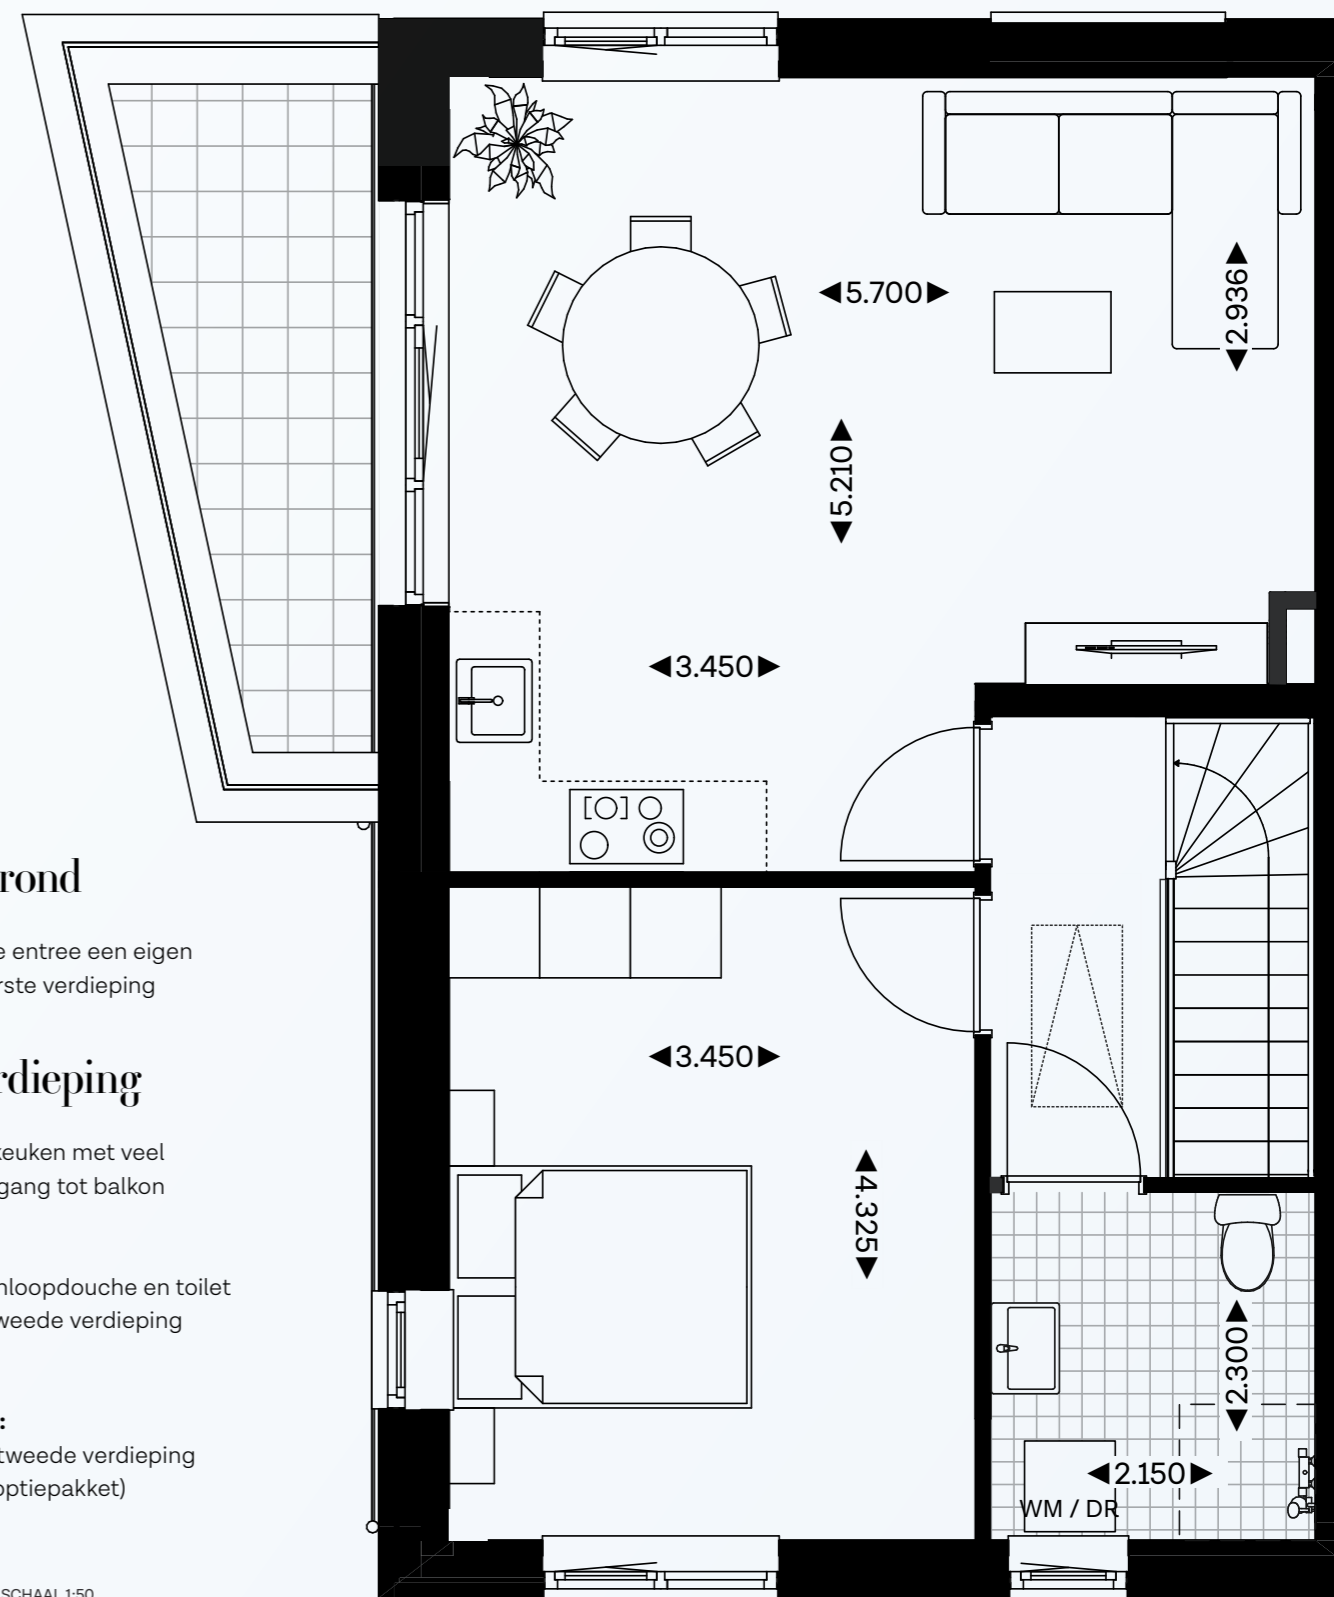 rond
e entree een eigen
rste verdieping
rdieping
keuken met veel
gang tot balkon
nloopdouche en toilet
weede verdieping
:
tweede verdieping
optiepakket)
SCHAAL 1:50
5.700
2.936
5.210
3.450
3.450
4.325
2.300
2.150
WM / DR